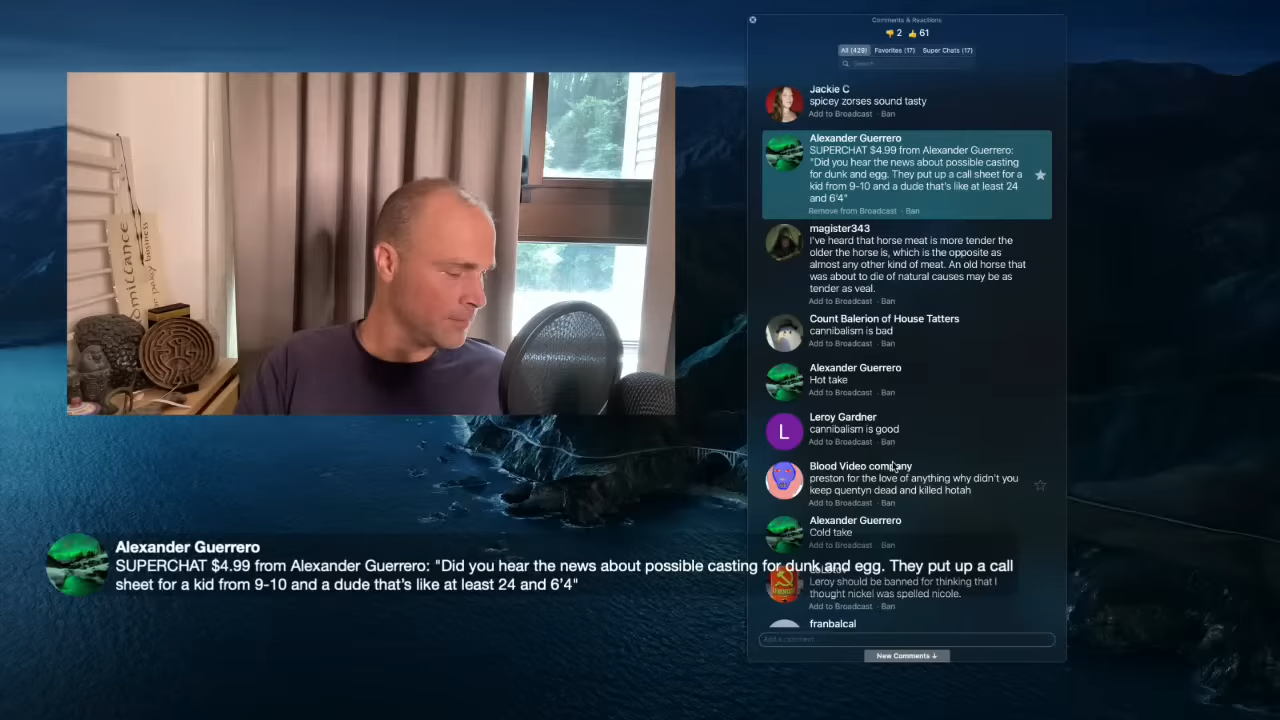 Comments & Reactions
2 61
All (429) Favorites (17) Super Chats (17)
Search
Jackie C
spicey zorses sound tasty
Add to Broadcast · Ban
Alexander Guerrero
SUPERCHAT $4.99 from Alexander Guerrero:
"Did you hear the news about possible casting
for dunk and egg. They put up a call sheet for a
kid from 9-10 and a dude that's like at least 24
and 6'4"
Remove from Broadcast · Ban
magister343
I've heard that horse meat is more tender the
older the horse is, which is the opposite as
almost any other kind of meat. An old horse that
was about to die of natural causes may be as
tender as veal.
Add to Broadcast · Ban
Count Balerion of House Tatters
cannibalism is bad
Add to Broadcast · Ban
Alexander Guerrero
Hot take
Add to Broadcast · Ban
L
Leroy Gardner
cannibalism is good
Add to Broadcast · Ban
Blood Video company
preston for the love of anything why didn't you
keep quentyn dead and killed hotah
Add to Broadcast · Ban
Alexander Guerrero
Cold take
Add to Broadcast · Ban
Leroy should be banned for thinking that I
thought nickel was spelled nicole.
Add to Broadcast · Ban
franbalcal
Add a comment
New Comments ↓
Alexander Guerrero
SUPERCHAT $4.99 from Alexander Guerrero: "Did you hear the news about possible casting for dunk and egg. They put up a call
sheet for a kid from 9-10 and a dude that's like at least 24 and 6'4"